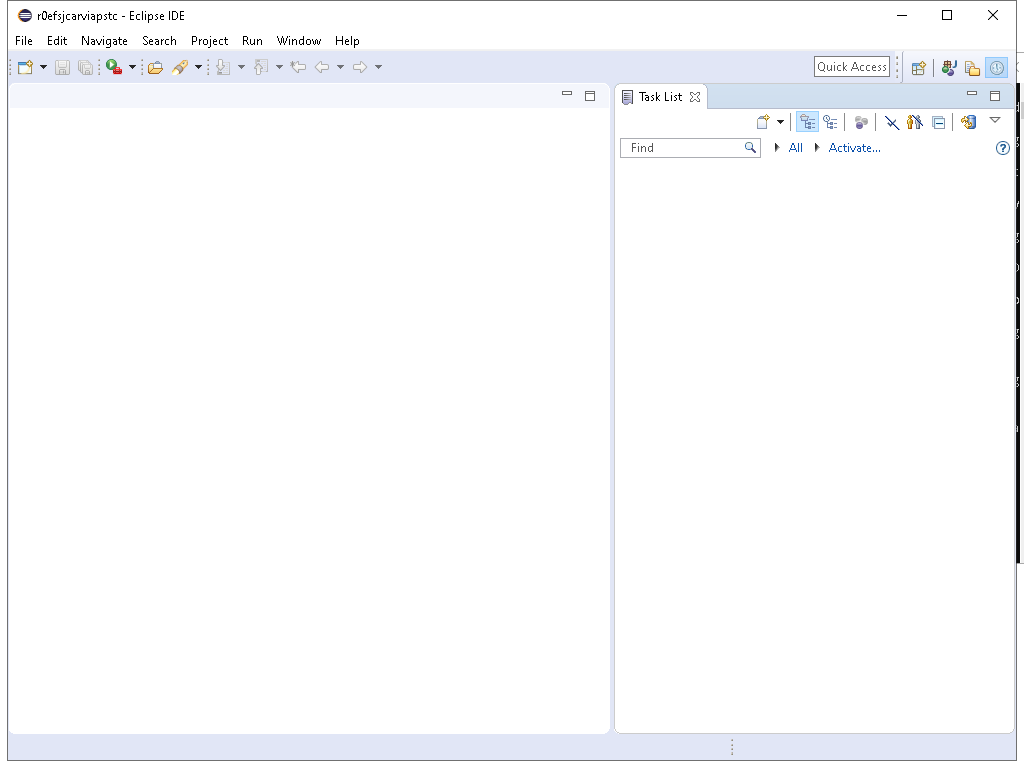 r0efsjcarviapstc - Eclipse IDE
File Edit Navigate Search Project Run Window Help
Quick Access
Task List
Find All Activate...